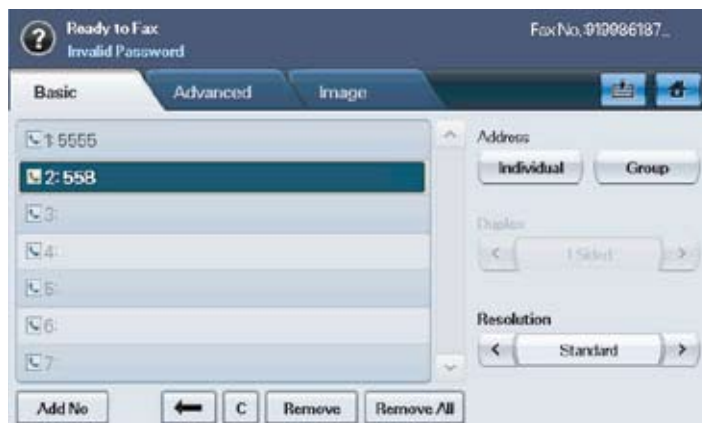 Ready to Fax
Fax No, 919986187...
Invalid Password
Basic
Advanced
Image
1: 5555
2: 558
3:
4:
5:
6:
7:
Address
Individual
Group
Duplex
1 Sided
Resolution
Standard
Add No
C
Remove
Remove All